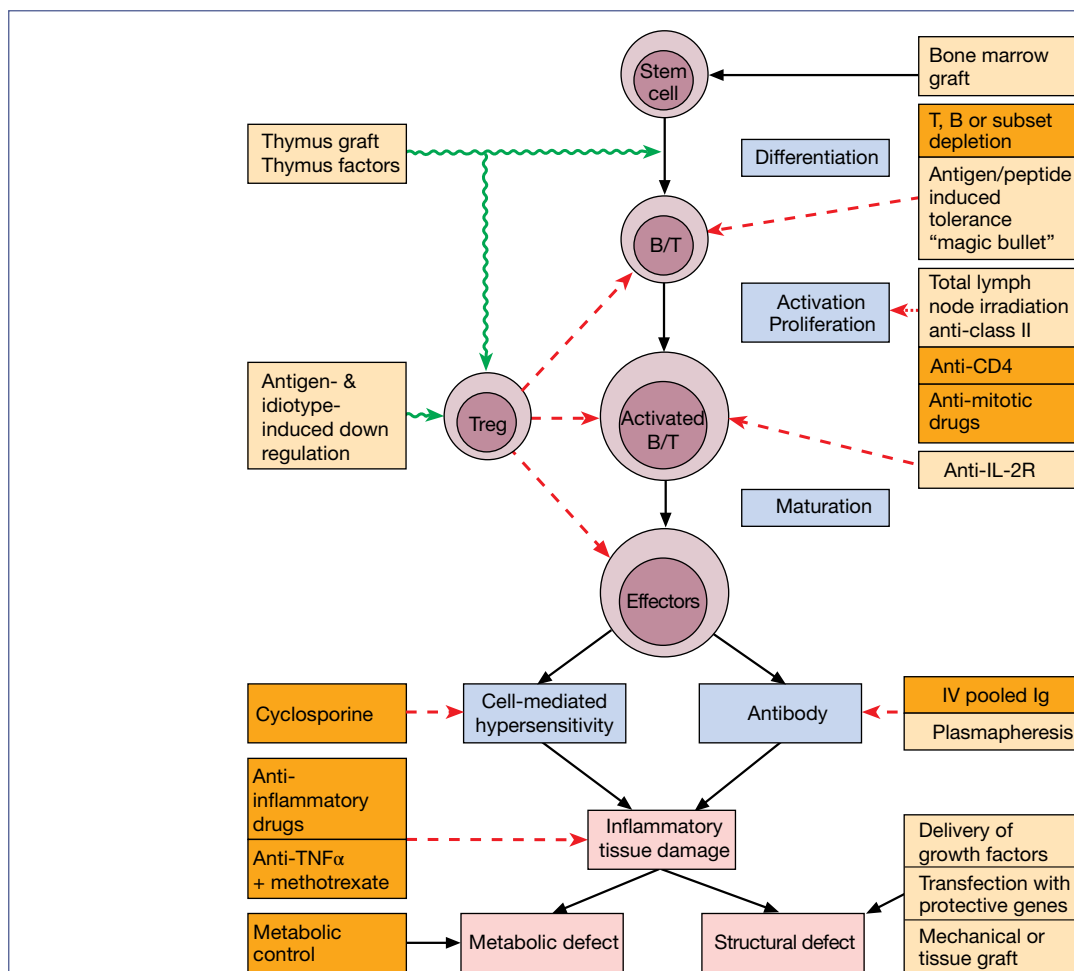 Stem
cell
Bone marrow
graft
Thymus graft
Thymus factors
Differentiation
T, B or subset
depletion
Antigen/peptide
induced
tolerance
“magic bullet”
B/T
Activation
Proliferation
Total lymph
node irradiation
anti-class II
Anti-CD4
Anti-mitotic
drugs
Antigen- &
idiotype-
induced down
regulation
Treg
Activated
B/T
Anti-IL-2R
Maturation
Effectors
Cyclosporine
Cell-mediated
hypersensitivity
Antibody
IV pooled Ig
Plasmapheresis
Anti-
inflammatory
drugs
Anti-TNFα
+ methotrexate
Inflammatory
tissue damage
Delivery of
growth factors
Transfection with
protective genes
Mechanical or
tissue graft
Metabolic
control
Metabolic defect
Structural defect